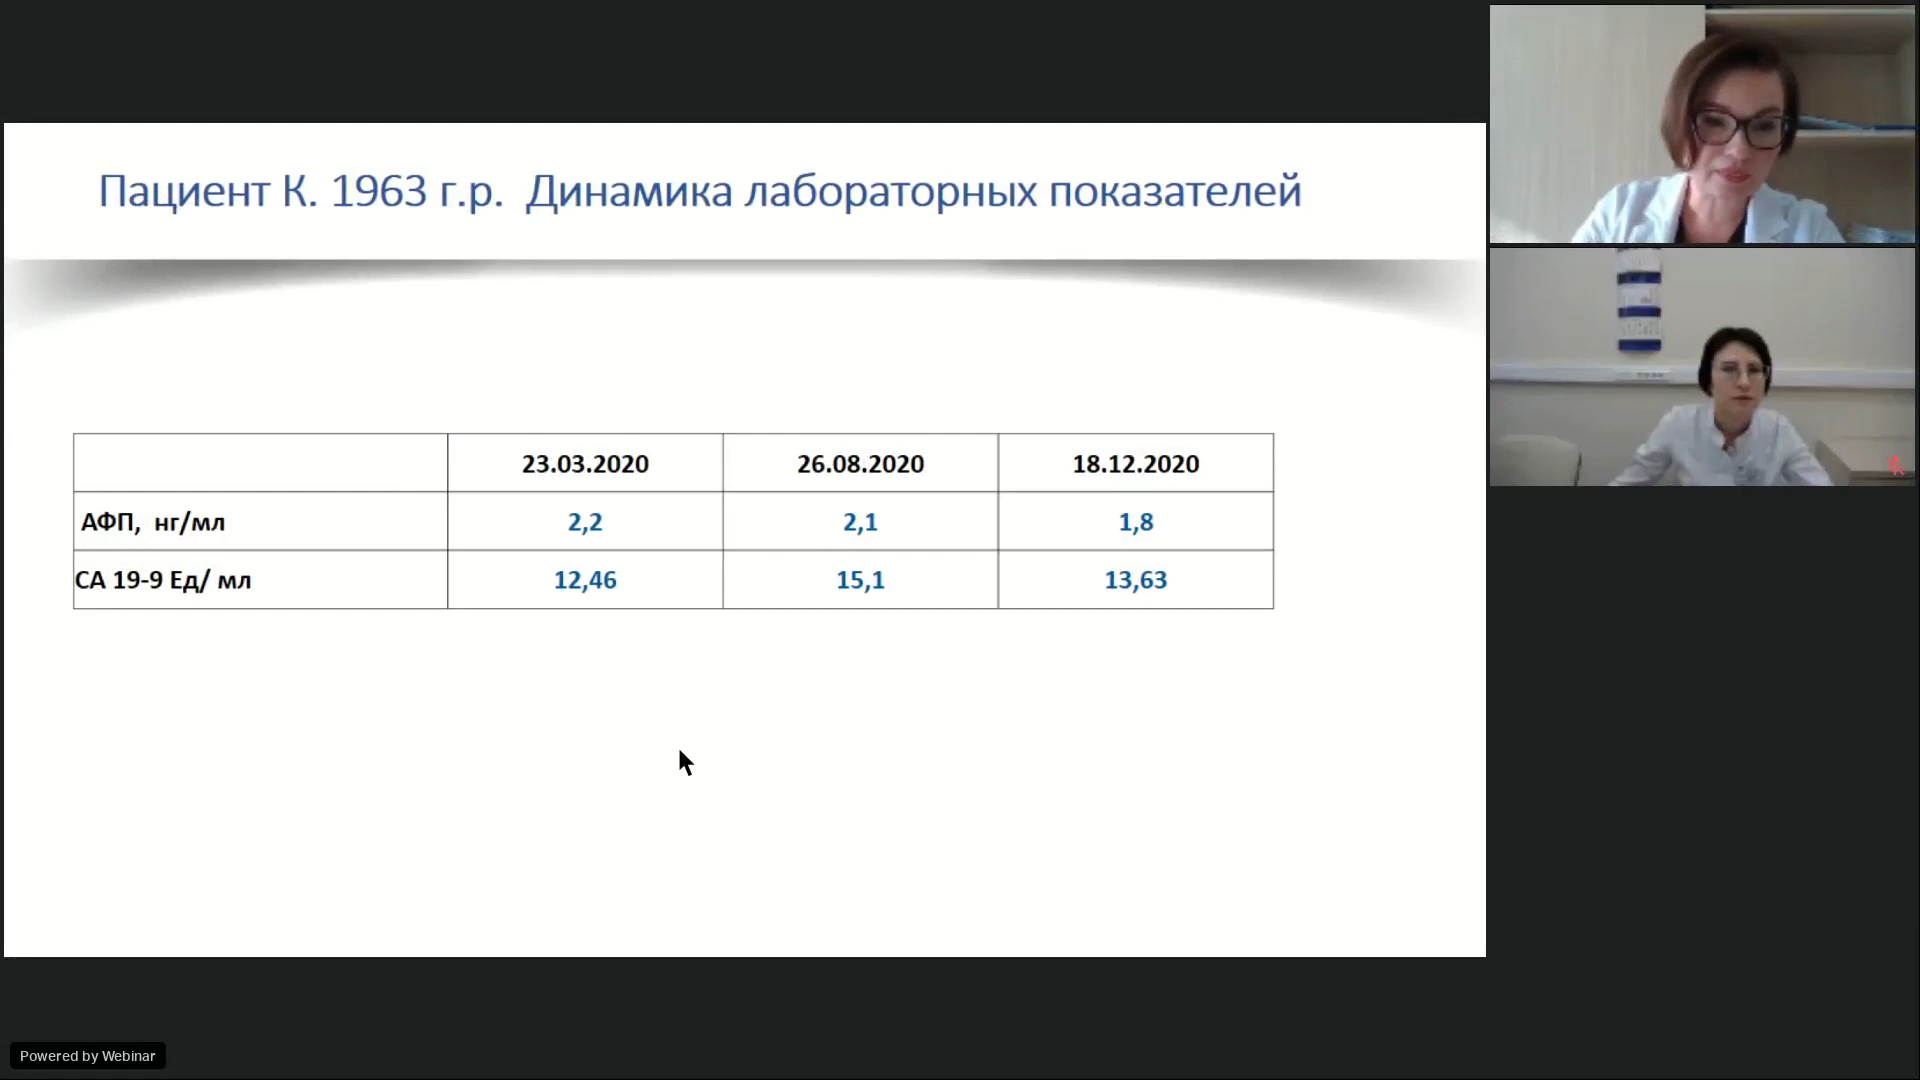 Пациент К. 1963 г.р. Динамика лабораторных показателей
23.03.2020 26.08.2020 18.12.2020
АФП, нг/мл 2,2 2,1 1,8
СА 19-9 Ед/ мл 12,46 15,1 13,63
Powered by Webinar